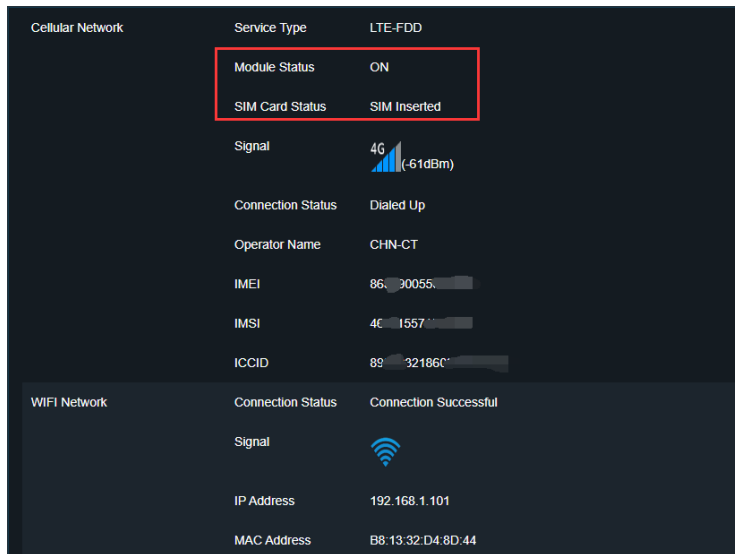 Cellular Network Service Type LTE-FDD
Module Status ON
SIM Card Status SIM Inserted
Signal 4G (-61dBm)
Connection Status Dialed Up
Operator Name CHN-CT
IMEI
IMSI
ICCID
WIFI Network Connection Status Connection Successful
Signal
IP Address 192.168.1.101
MAC Address B8:13:32:D4:8D:44